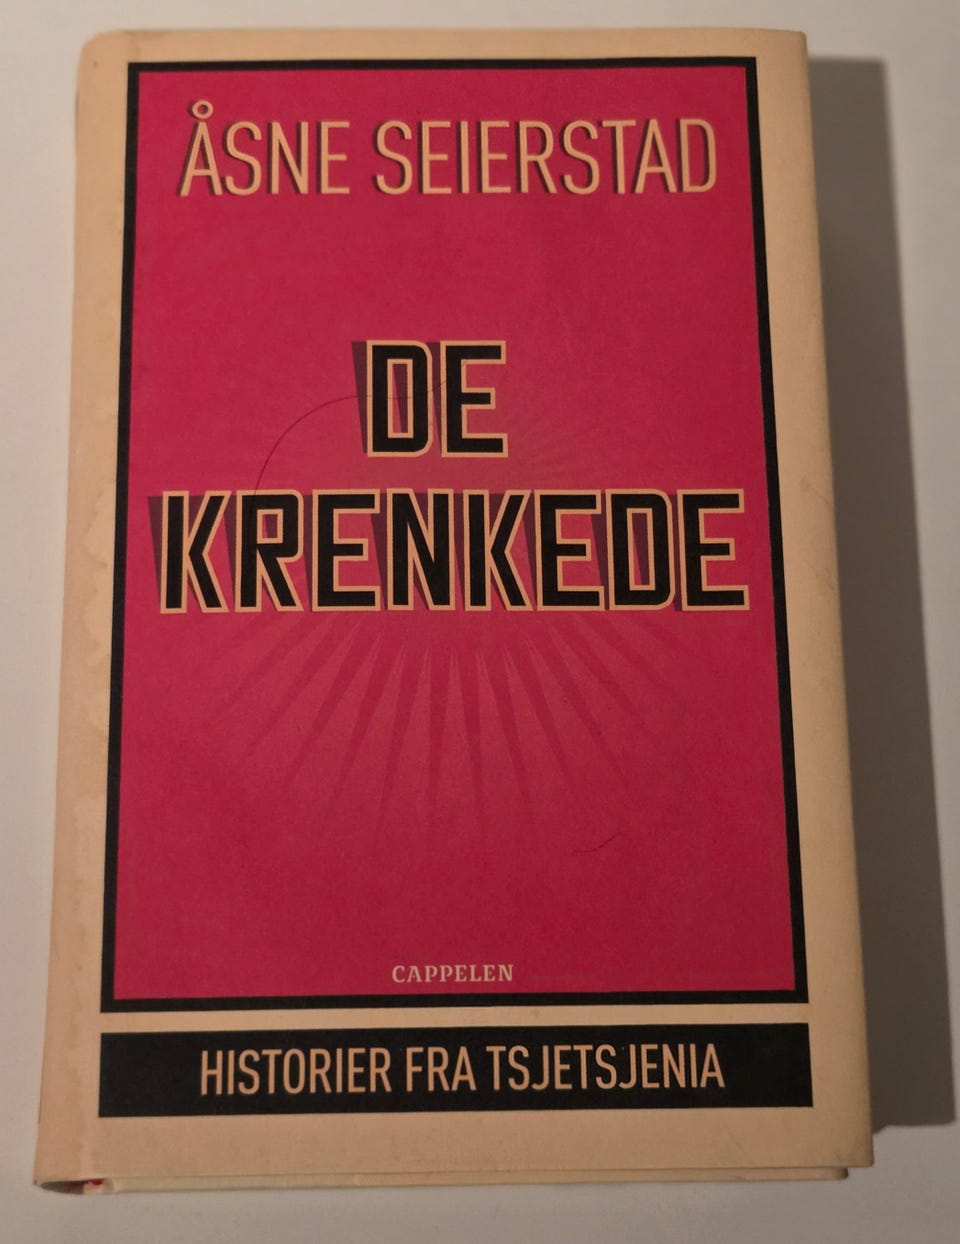 ÅSNE SEIERSTAD
DE
KRENKEDE
CAPPELEN
HISTORIER FRA TSJETSJENIA